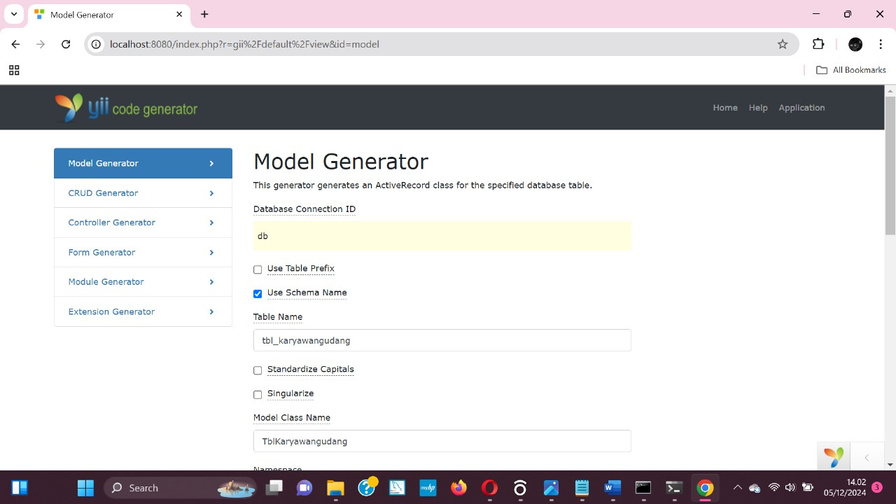 Model Generator
localhost:8080/index.php?r=gii%2Fdefault%2Fview&id=model
All Bookmarks
yii code generator
Home
Help
Application
Model Generator
CRUD Generator
Controller Generator
Form Generator
Module Generator
Extension Generator
Model Generator
This generator generates an ActiveRecord class for the specified database table.
Database Connection ID
db
Use Table Prefix
Use Schema Name
Table Name
tbl_karyawangudang
Standardize Capitals
Singularize
Model Class Name
TblKaryawangudang
Namespace
Search
14.02
05/12/2024
3